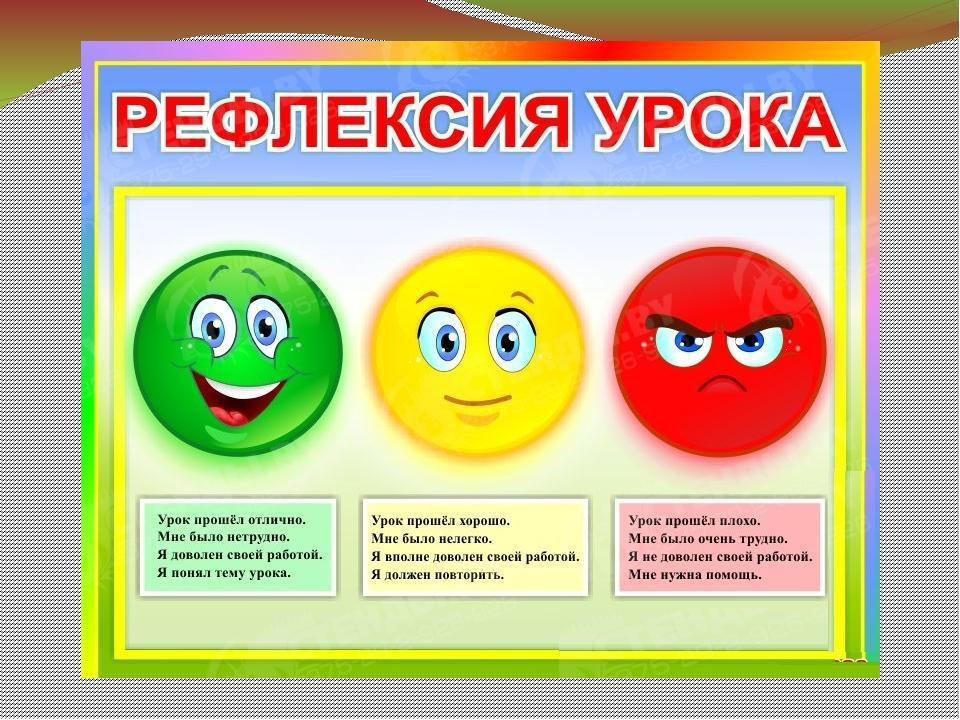 РЕФЛЕКСИЯ УРОКА
Урок прошёл отлично.
Мне было нетрудно.
Я доволен своей работой.
Я понял тему урока.
Урок прошёл хорошо.
Мне было нелегко.
Я вполне доволен своей работой.
Я должен повторить.
Урок прошёл плохо.
Мне было очень трудно.
Я не доволен своей работой.
Мне нужна помощь.